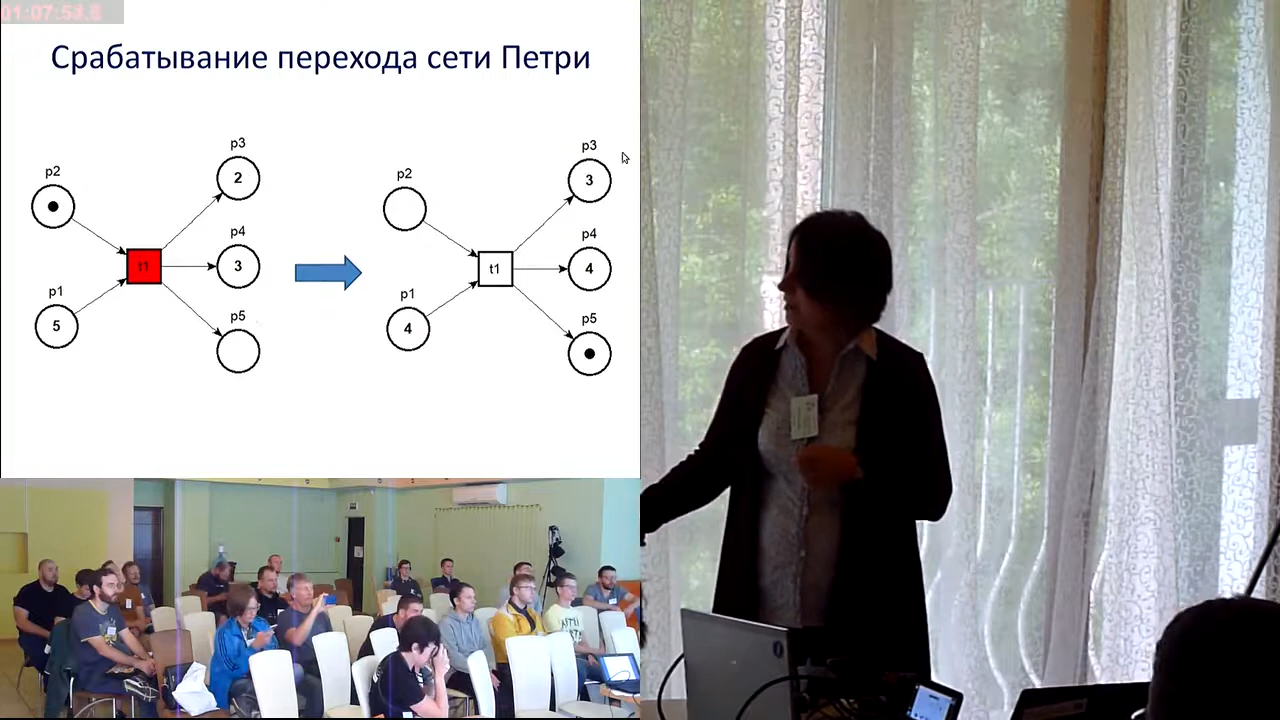 Срабатывание перехода сети Петри
p3
2
p2
p4
t1
3
p1
5
p5
p3
3
p2
p4
t1
4
p1
4
p5